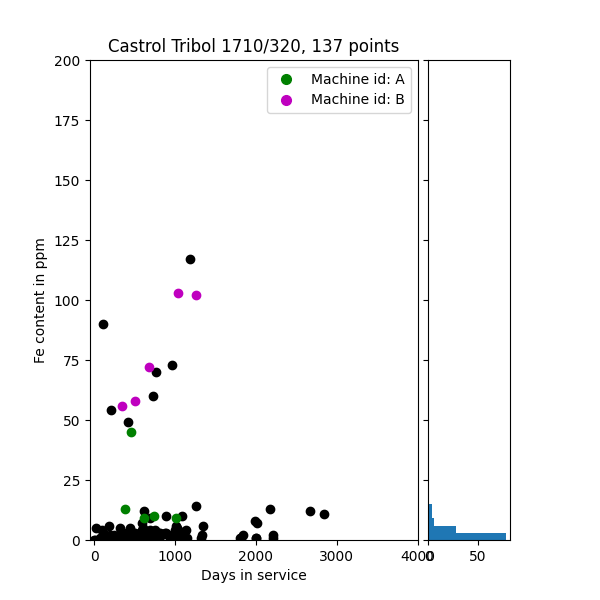 Castrol Tribol 1710/320, 137 points
Machine id: A
Machine id: B
200
175
150
125
100
75
50
25
0
Fe content in ppm
0 1000 2000 3000 4000
0 50
Days in service